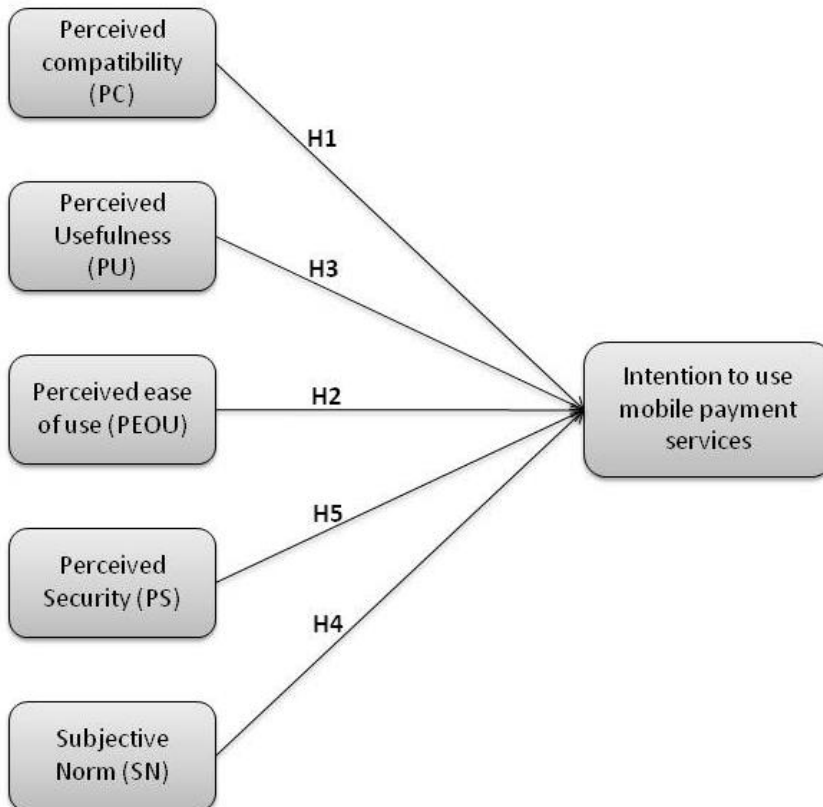 Perceived
compatibility
(PC)
H1
Perceived
Usefulness
(PU)
H3
Perceived ease
of use (PEOU)
H2
Intention to use
mobile payment
services
Perceived
Security (PS)
H5
Subjective
Norm (SN)
H4